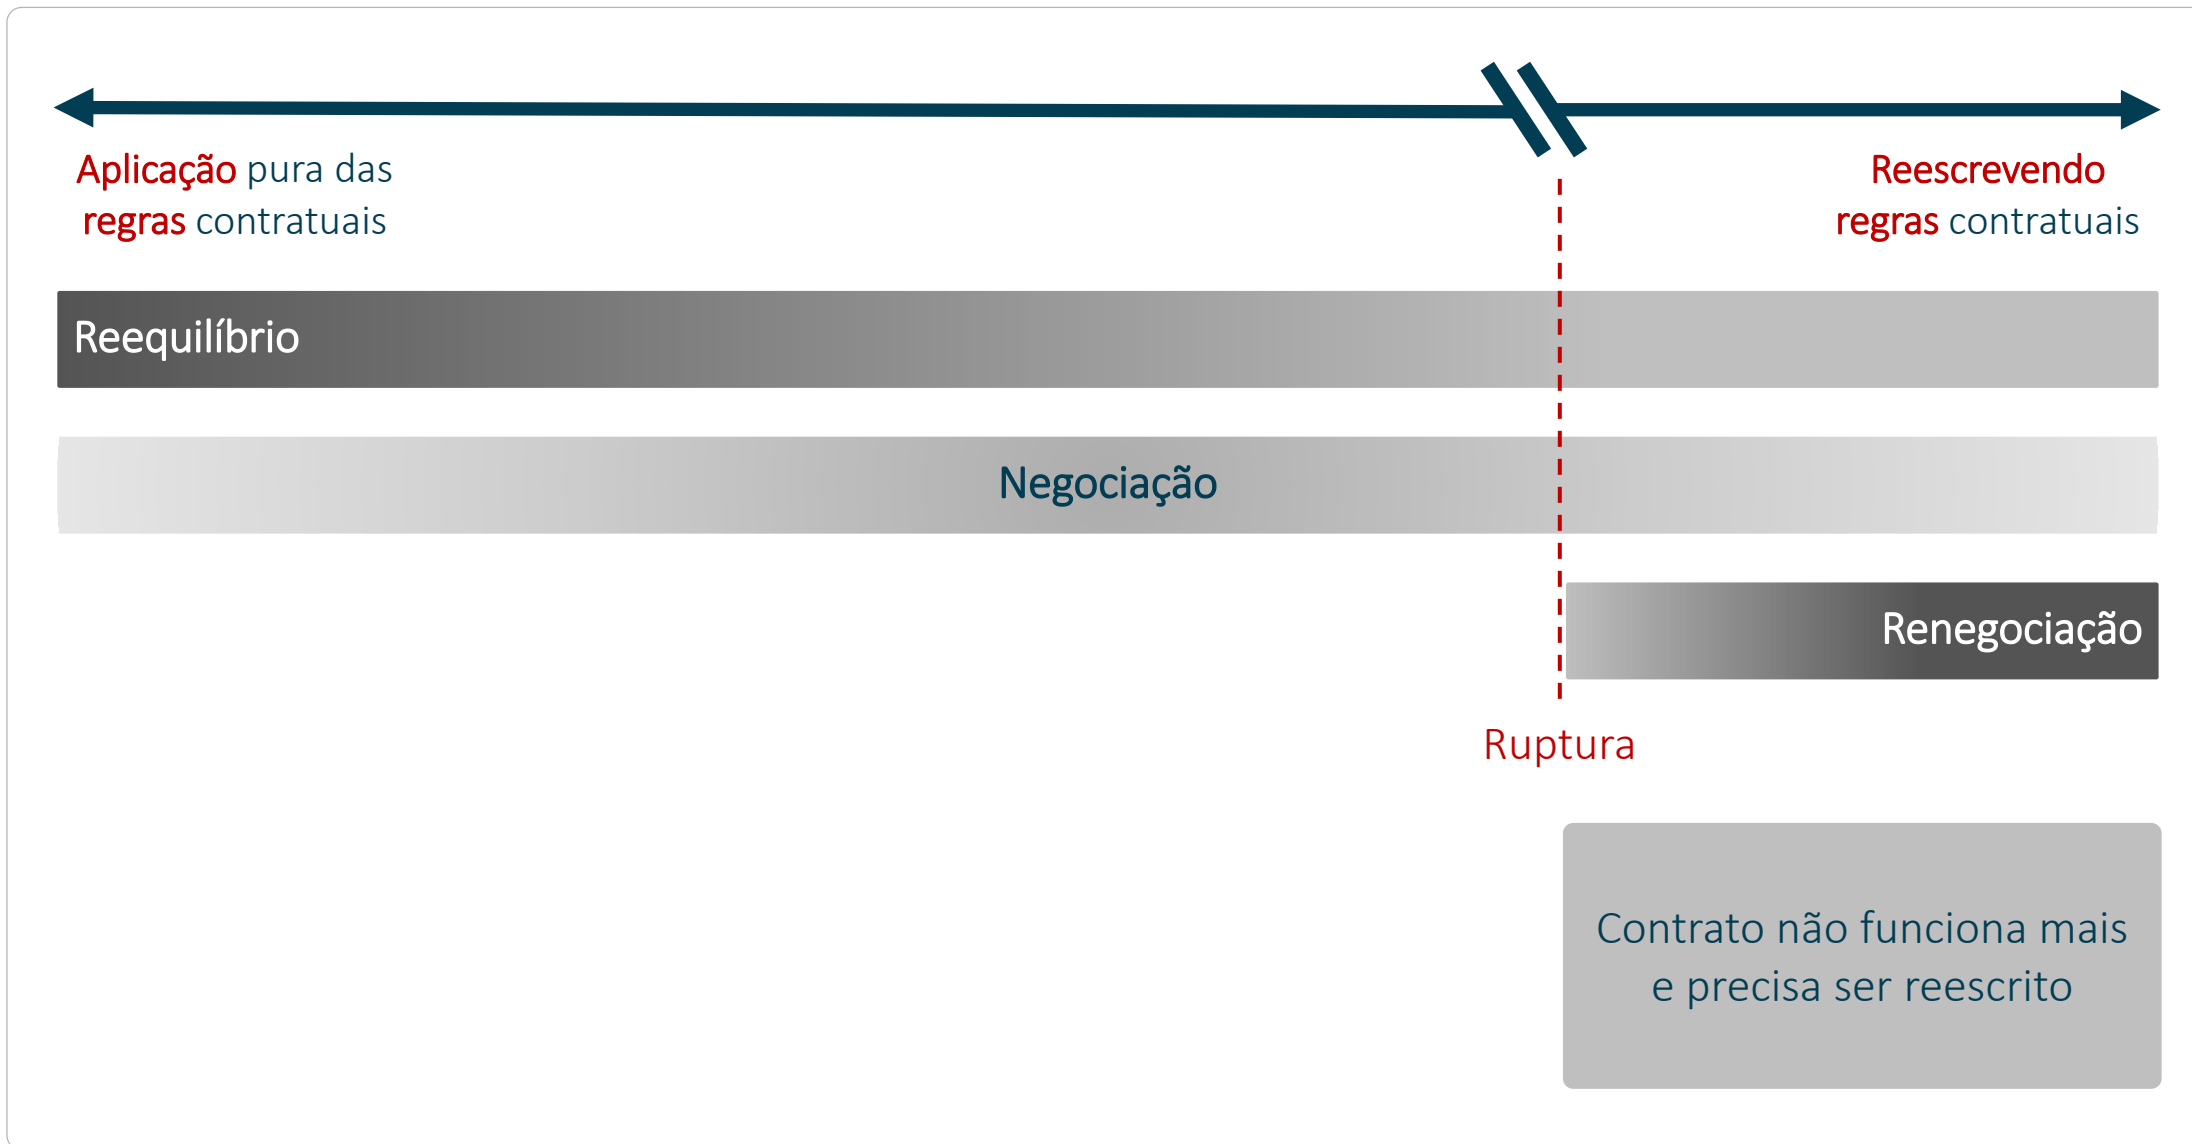 Aplicação pura das
regras contratuais
Reescrevendo
regras contratuais
Reequilíbrio
Negociação
Renegociação
Ruptura
Contrato não funciona mais
e precisa ser reescrito